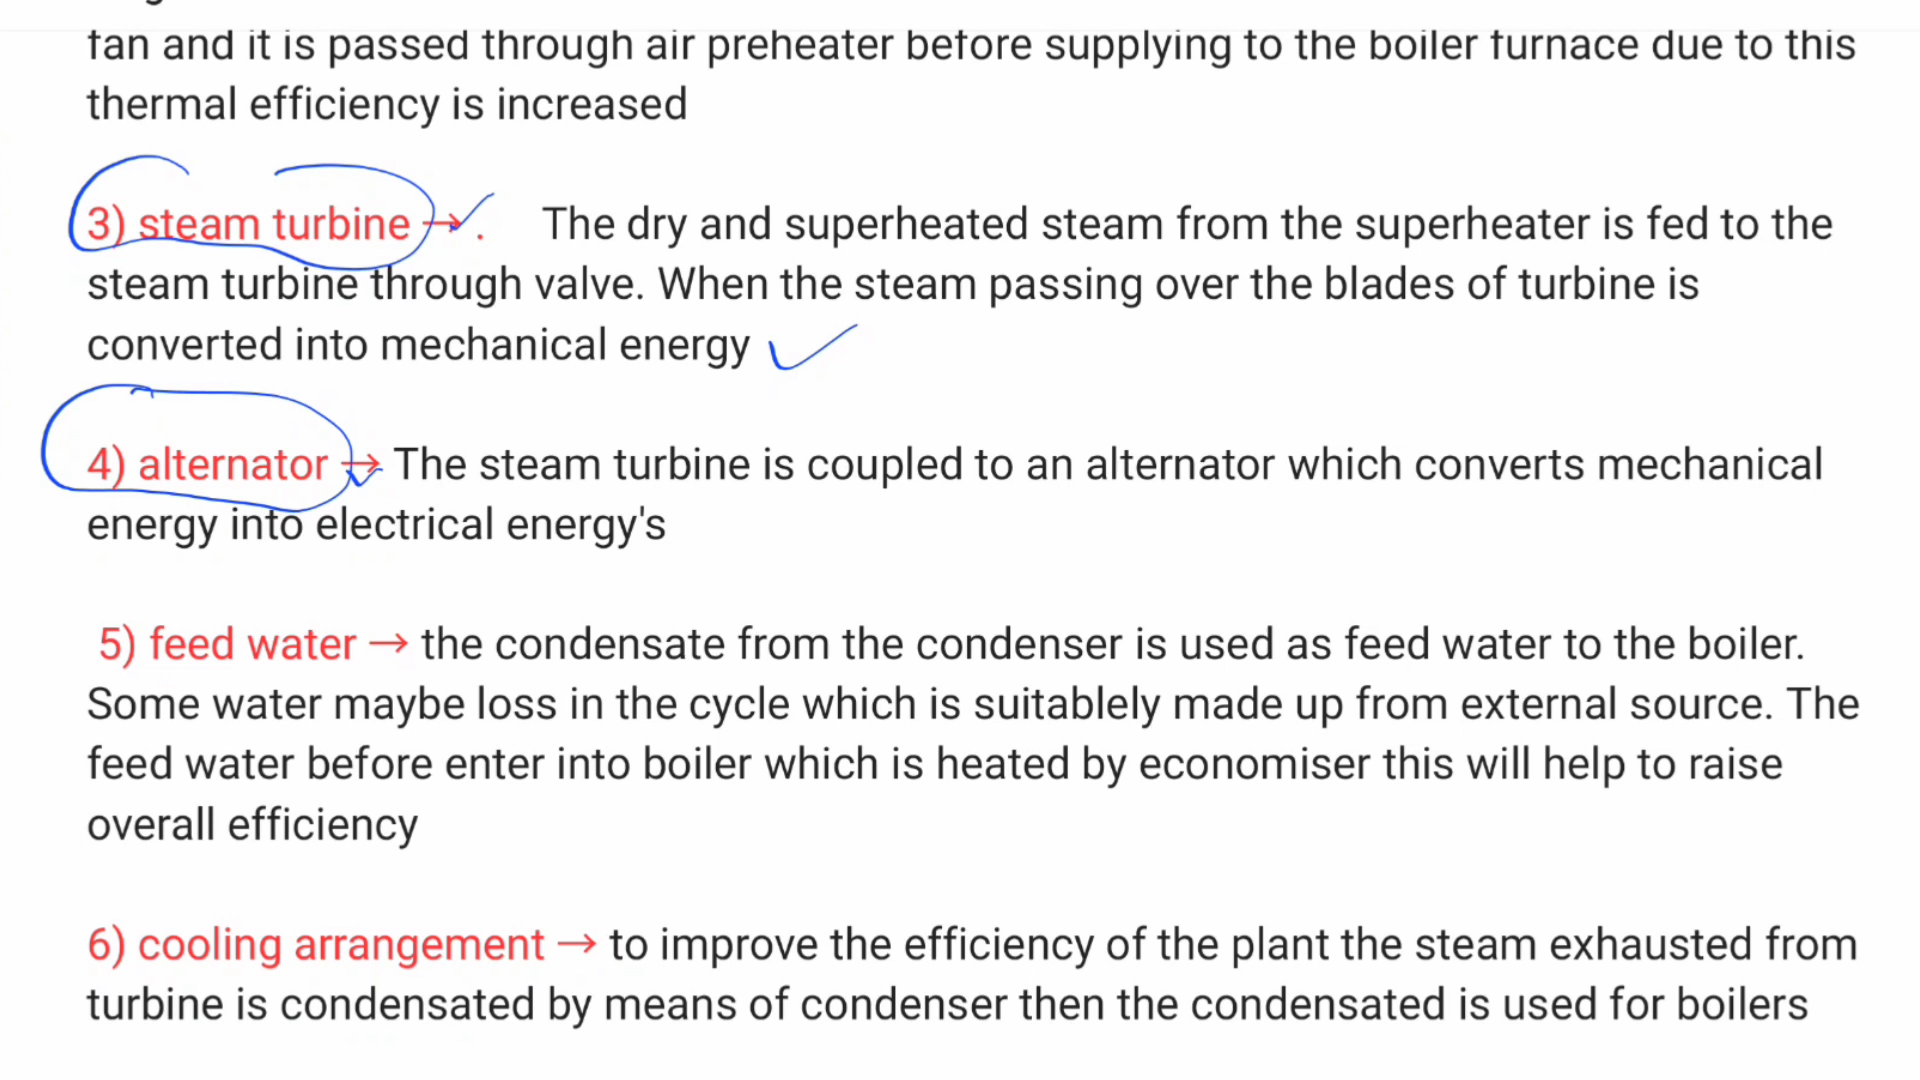 fan and it is passed through air preheater before supplying to the boiler furnace due to this
thermal efficiency is increased
3) steam turbine → . The dry and superheated steam from the superheater is fed to the
steam turbine through valve. When the steam passing over the blades of turbine is
converted into mechanical energy
4) alternator → The steam turbine is coupled to an alternator which converts mechanical
energy into electrical energy's
5) feed water → the condensate from the condenser is used as feed water to the boiler.
Some water maybe loss in the cycle which is suitablely made up from external source. The
feed water before enter into boiler which is heated by economiser this will help to raise
overall efficiency
6) cooling arrangement → to improve the efficiency of the plant the steam exhausted from
turbine is condensated by means of condenser then the condensated is used for boilers